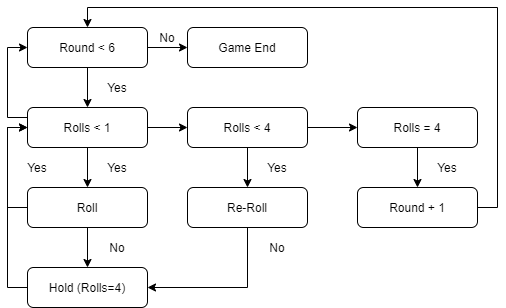 Round < 6
No
Game End
Yes
Rolls < 1
Rolls < 4
Rolls = 4
Yes
Yes
Yes
Yes
Roll
Re-Roll
Round + 1
No
No
Hold (Rolls=4)